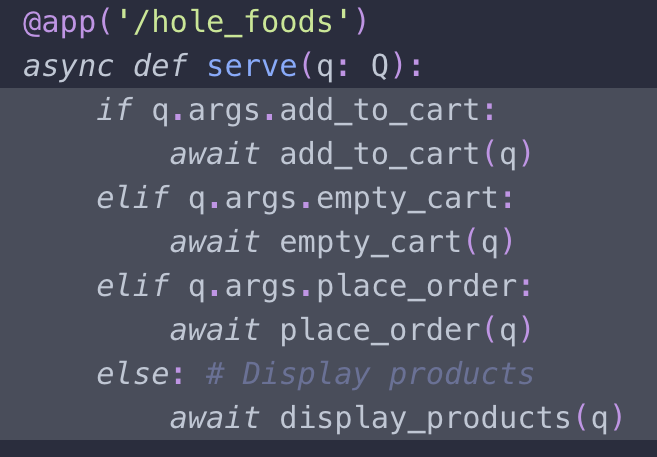 @app('/hole_foods')
async def serve(q: Q):
    if q.args.add_to_cart:
        await add_to_cart(q)
    elif q.args.empty_cart:
        await empty_cart(q)
    elif q.args.place_order:
        await place_order(q)
    else: # Display products
        await display_products(q)